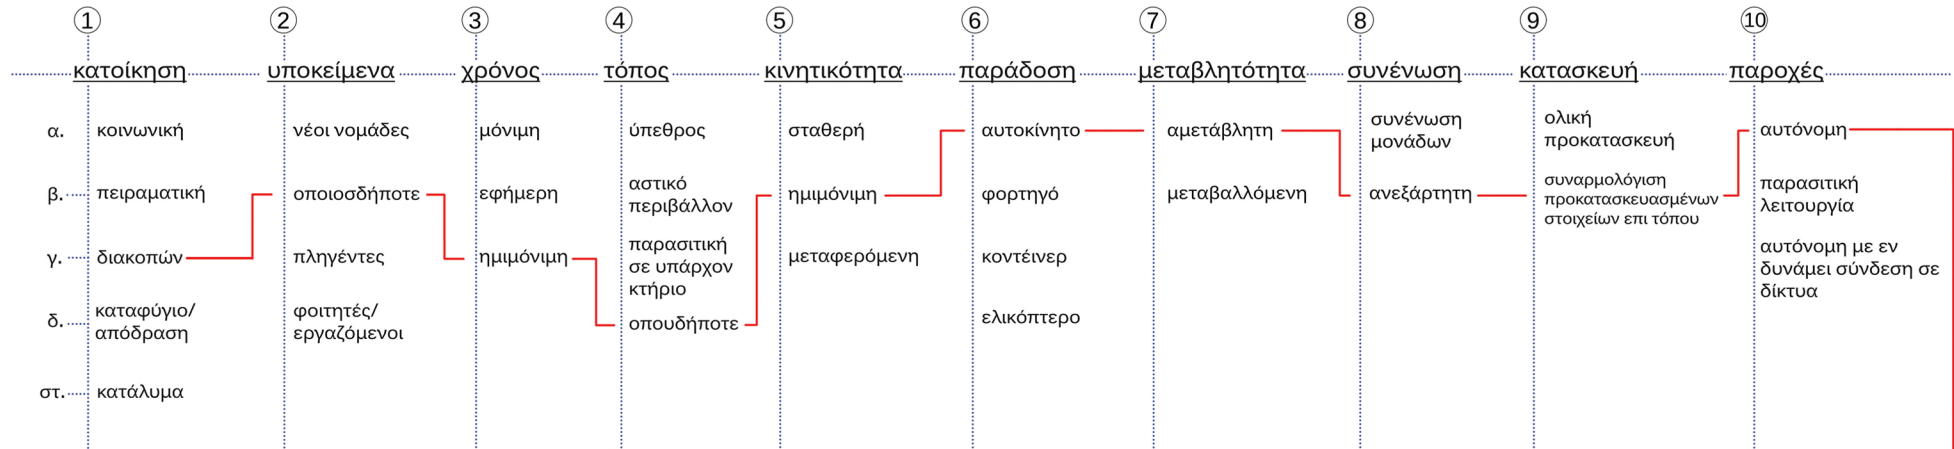 1 2 3 4 5 6 7 8 9 10
κατοίκηση υποκείμενα χρόνος τόπος κινητικότητα παράδοση μεταβλητότητα συνένωση κατασκευή παροχές
α. κοινωνική νέοι νομάδες μόνιμη ύπεθρος σταθερή αυτοκίνητο αμετάβλητη συνένωση μονάδων ολική προκατασκευή αυτόνομη
β. πειραματική οποιοσδήποτε εφήμερη αστικό περιβάλλον ημιμόνιμη φορτηγό μεταβαλλόμενη ανεξάρτητη συναρμολόγιση προκατασκευασμένων στοιχείων επι τόπου παρασιτική λειτουργία
γ. διακοπών πληγέντες ημιμόνιμη παρασιτική σε υπάρχον κτήριο μεταφερόμενη κοντέινερ αυτόνομη με εν δυνάμει σύνδεση σε δίκτυα
δ. καταφύγιο/ απόδραση φοιτητές/ εργαζόμενοι οπουδήποτε ελικόπτερο
στ. κατάλυμα